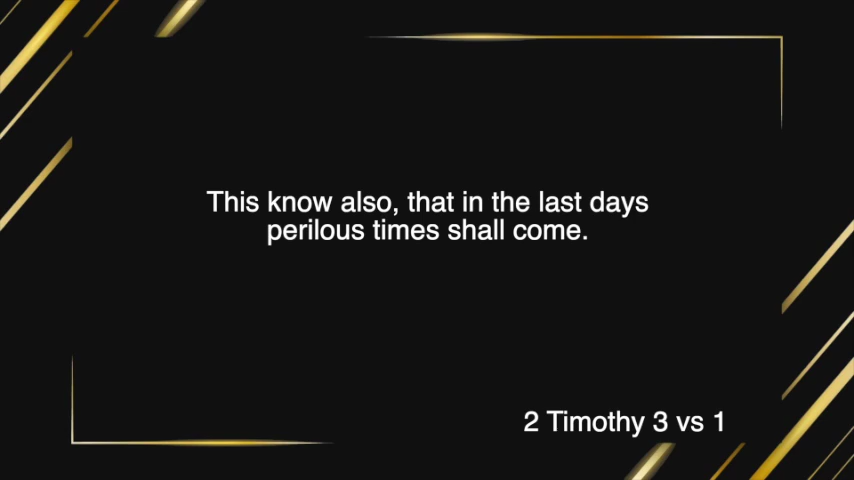 This know also, that in the last days
perilous times shall come.
2 Timothy 3 vs 1